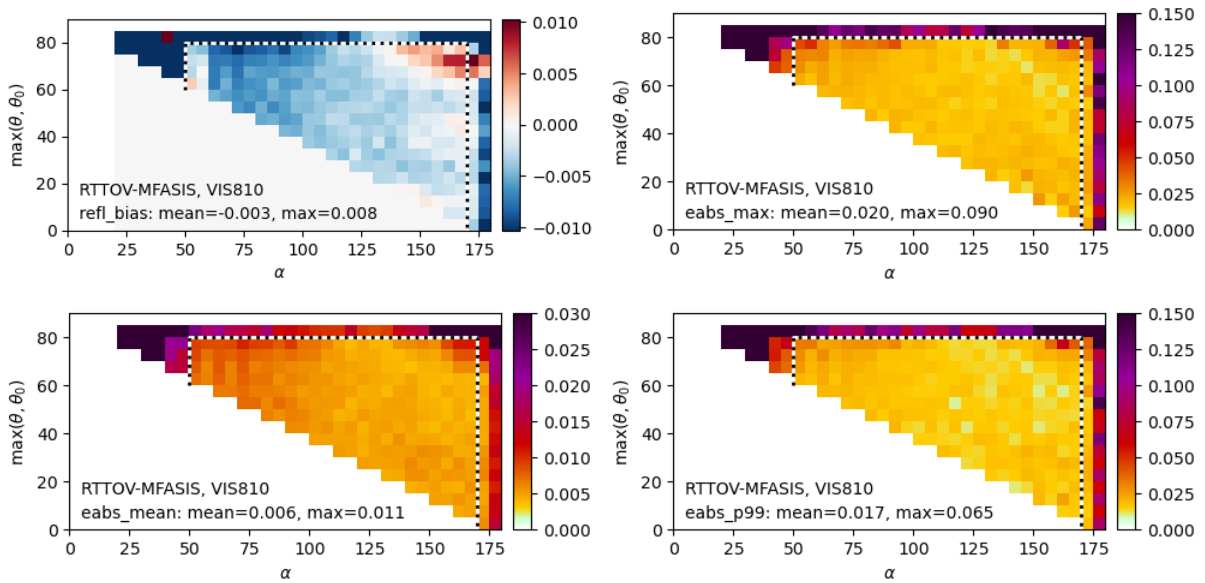 max(θ, θ₀)
80
60
40
20
0
RTTOV-MFASIS, VIS810
refl_bias: mean=-0.003, max=0.008
0 25 50 75 100 125 150 175
α
0.010
0.005
0.000
−0.005
−0.010
max(θ, θ₀)
80
60
40
20
0
RTTOV-MFASIS, VIS810
eabs_max: mean=0.020, max=0.090
0 25 50 75 100 125 150 175
α
0.150
0.125
0.100
0.075
0.050
0.025
0.000
max(θ, θ₀)
80
60
40
20
0
RTTOV-MFASIS, VIS810
eabs_mean: mean=0.006, max=0.011
0 25 50 75 100 125 150 175
α
0.030
0.025
0.020
0.015
0.010
0.005
0.000
max(θ, θ₀)
80
60
40
20
0
RTTOV-MFASIS, VIS810
eabs_p99: mean=0.017, max=0.065
0 25 50 75 100 125 150 175
α
0.150
0.125
0.100
0.075
0.050
0.025
0.000